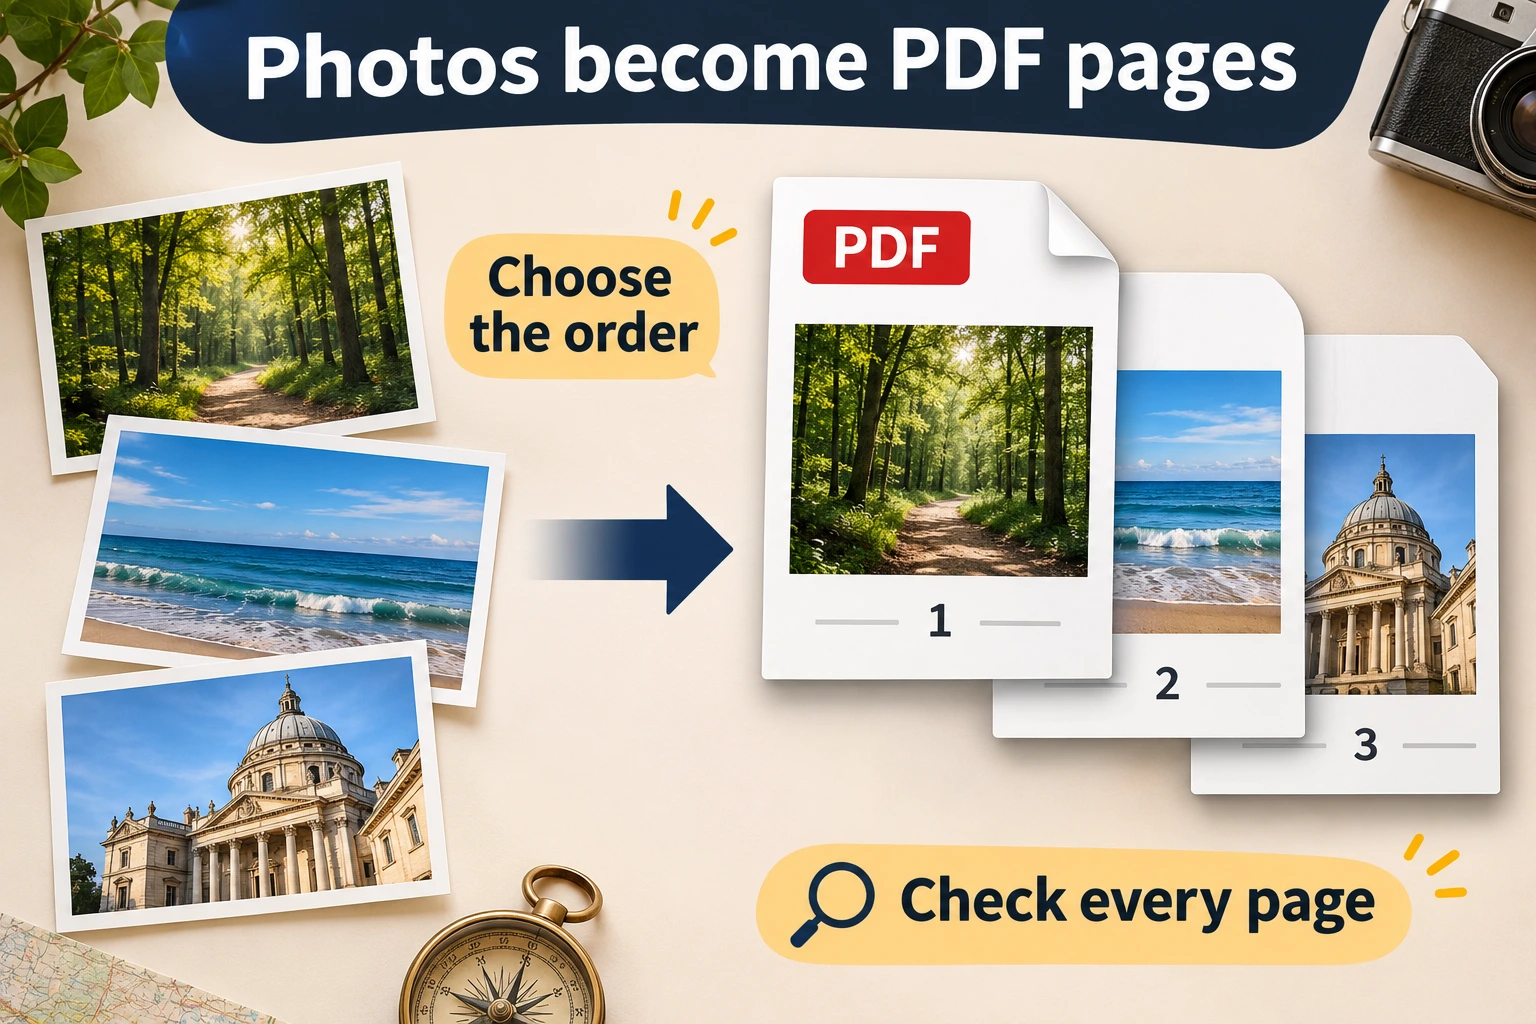 Photos become PDF pages
Choose
the order
PDF
1
2
3
Check every page